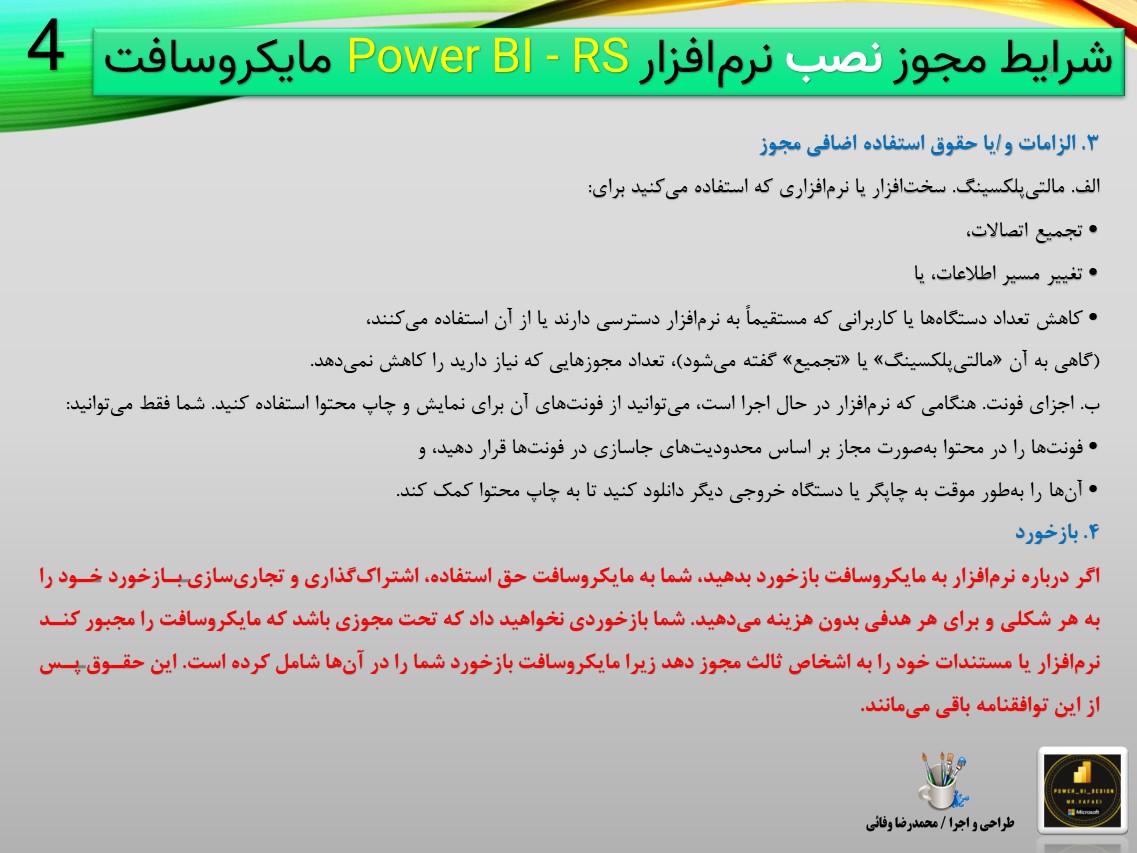 4
شرایط مجوز نصب نرم‌افزار Power BI - RS مایکروسافت
۳. الزامات و/یا حقوق استفاده اضافی مجوز
الف. مالتی‌پلکسینگ. سخت‌افزار یا نرم‌افزاری که استفاده می‌کنید برای:
• تجمیع اتصالات،
• تغییر مسیر اطلاعات، یا
• کاهش تعداد دستگاه‌ها یا کاربرانی که مستقیماً به نرم‌افزار دسترسی دارند یا از آن استفاده می‌کنند،
(گاهی به آن «مالتی‌پلکسینگ» یا «تجمیع» گفته می‌شود)، تعداد مجوزهایی که نیاز دارید را کاهش نمی‌دهد.
ب. اجزای فونت. هنگامی که نرم‌افزار در حال اجرا است، می‌توانید از فونت‌های آن برای نمایش و چاپ محتوا استفاده کنید. شما فقط می‌توانید:
• فونت‌ها را در محتوا به‌صورت مجاز بر اساس محدودیت‌های جاسازی در فونت‌ها قرار دهید، و
• آن‌ها را به‌طور موقت به چاپگر یا دستگاه خروجی دیگر دانلود کنید تا به چاپ محتوا کمک کند.
۴. بازخورد
اگر درباره نرم‌افزار به مایکروسافت بازخورد بدهید، شما به مایکروسافت حق استفاده، اشتراک‌گذاری و تجاری‌سازی بـازخورد خـود را
به هر شکلی و برای هر هدفی بدون هزینه می‌دهید. شما بازخوردی نخواهید داد که تحت مجوزی باشد که مایکروسافت را مجبور کنـد
نرم‌افزار یا مستندات خود را به اشخاص ثالث مجوز دهد زیرا مایکروسافت بازخورد شما را در آن‌ها شامل کرده است. این حقـوق پـس
از این توافقنامه باقی می‌مانند.
طراحی و اجرا / محمدرضا وفائی
POWER_BI_DESIGN
MR.VAFAEI
Microsoft